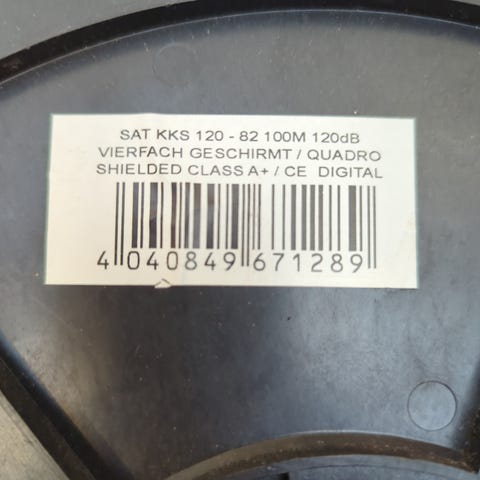 SAT KKS 120 - 82 100M 120dB
VIERFACH GESCHIRMT / QUADRO
SHIELDED CLASS A+ / CE DIGITAL
4 040849 671289